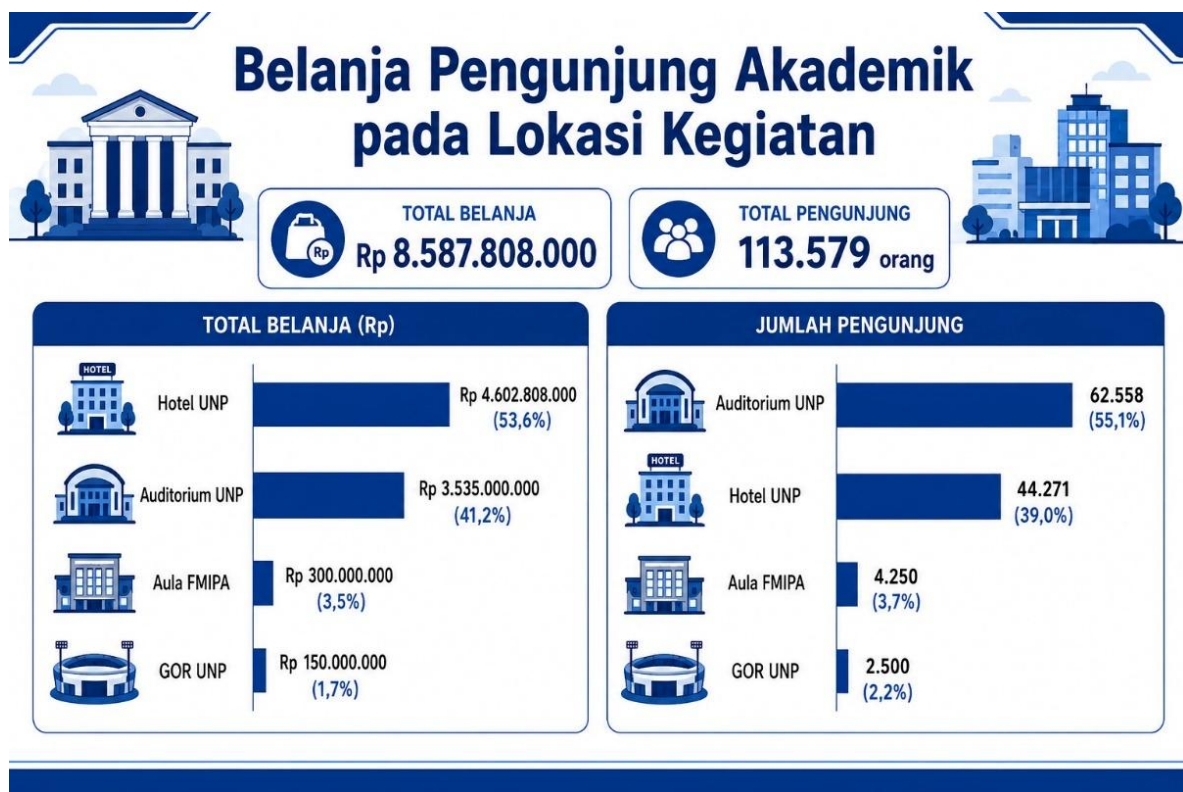 Belanja Pengunjung Akademik
pada Lokasi Kegiatan
Rp
TOTAL BELANJA
Rp 8.587.808.000
TOTAL PENGUNJUNG
113.579 orang
TOTAL BELANJA (Rp)
HOTEL
Hotel UNP
Rp 4.602.808.000
(53,6%)
Auditorium UNP
Rp 3.535.000.000
(41,2%)
Aula FMIPA
Rp 300.000.000
(3,5%)
GOR UNP
Rp 150.000.000
(1,7%)
JUMLAH PENGUNJUNG
Auditorium UNP
62.558
(55,1%)
HOTEL
Hotel UNP
44.271
(39,0%)
Aula FMIPA
4.250
(3,7%)
GOR UNP
2.500
(2,2%)